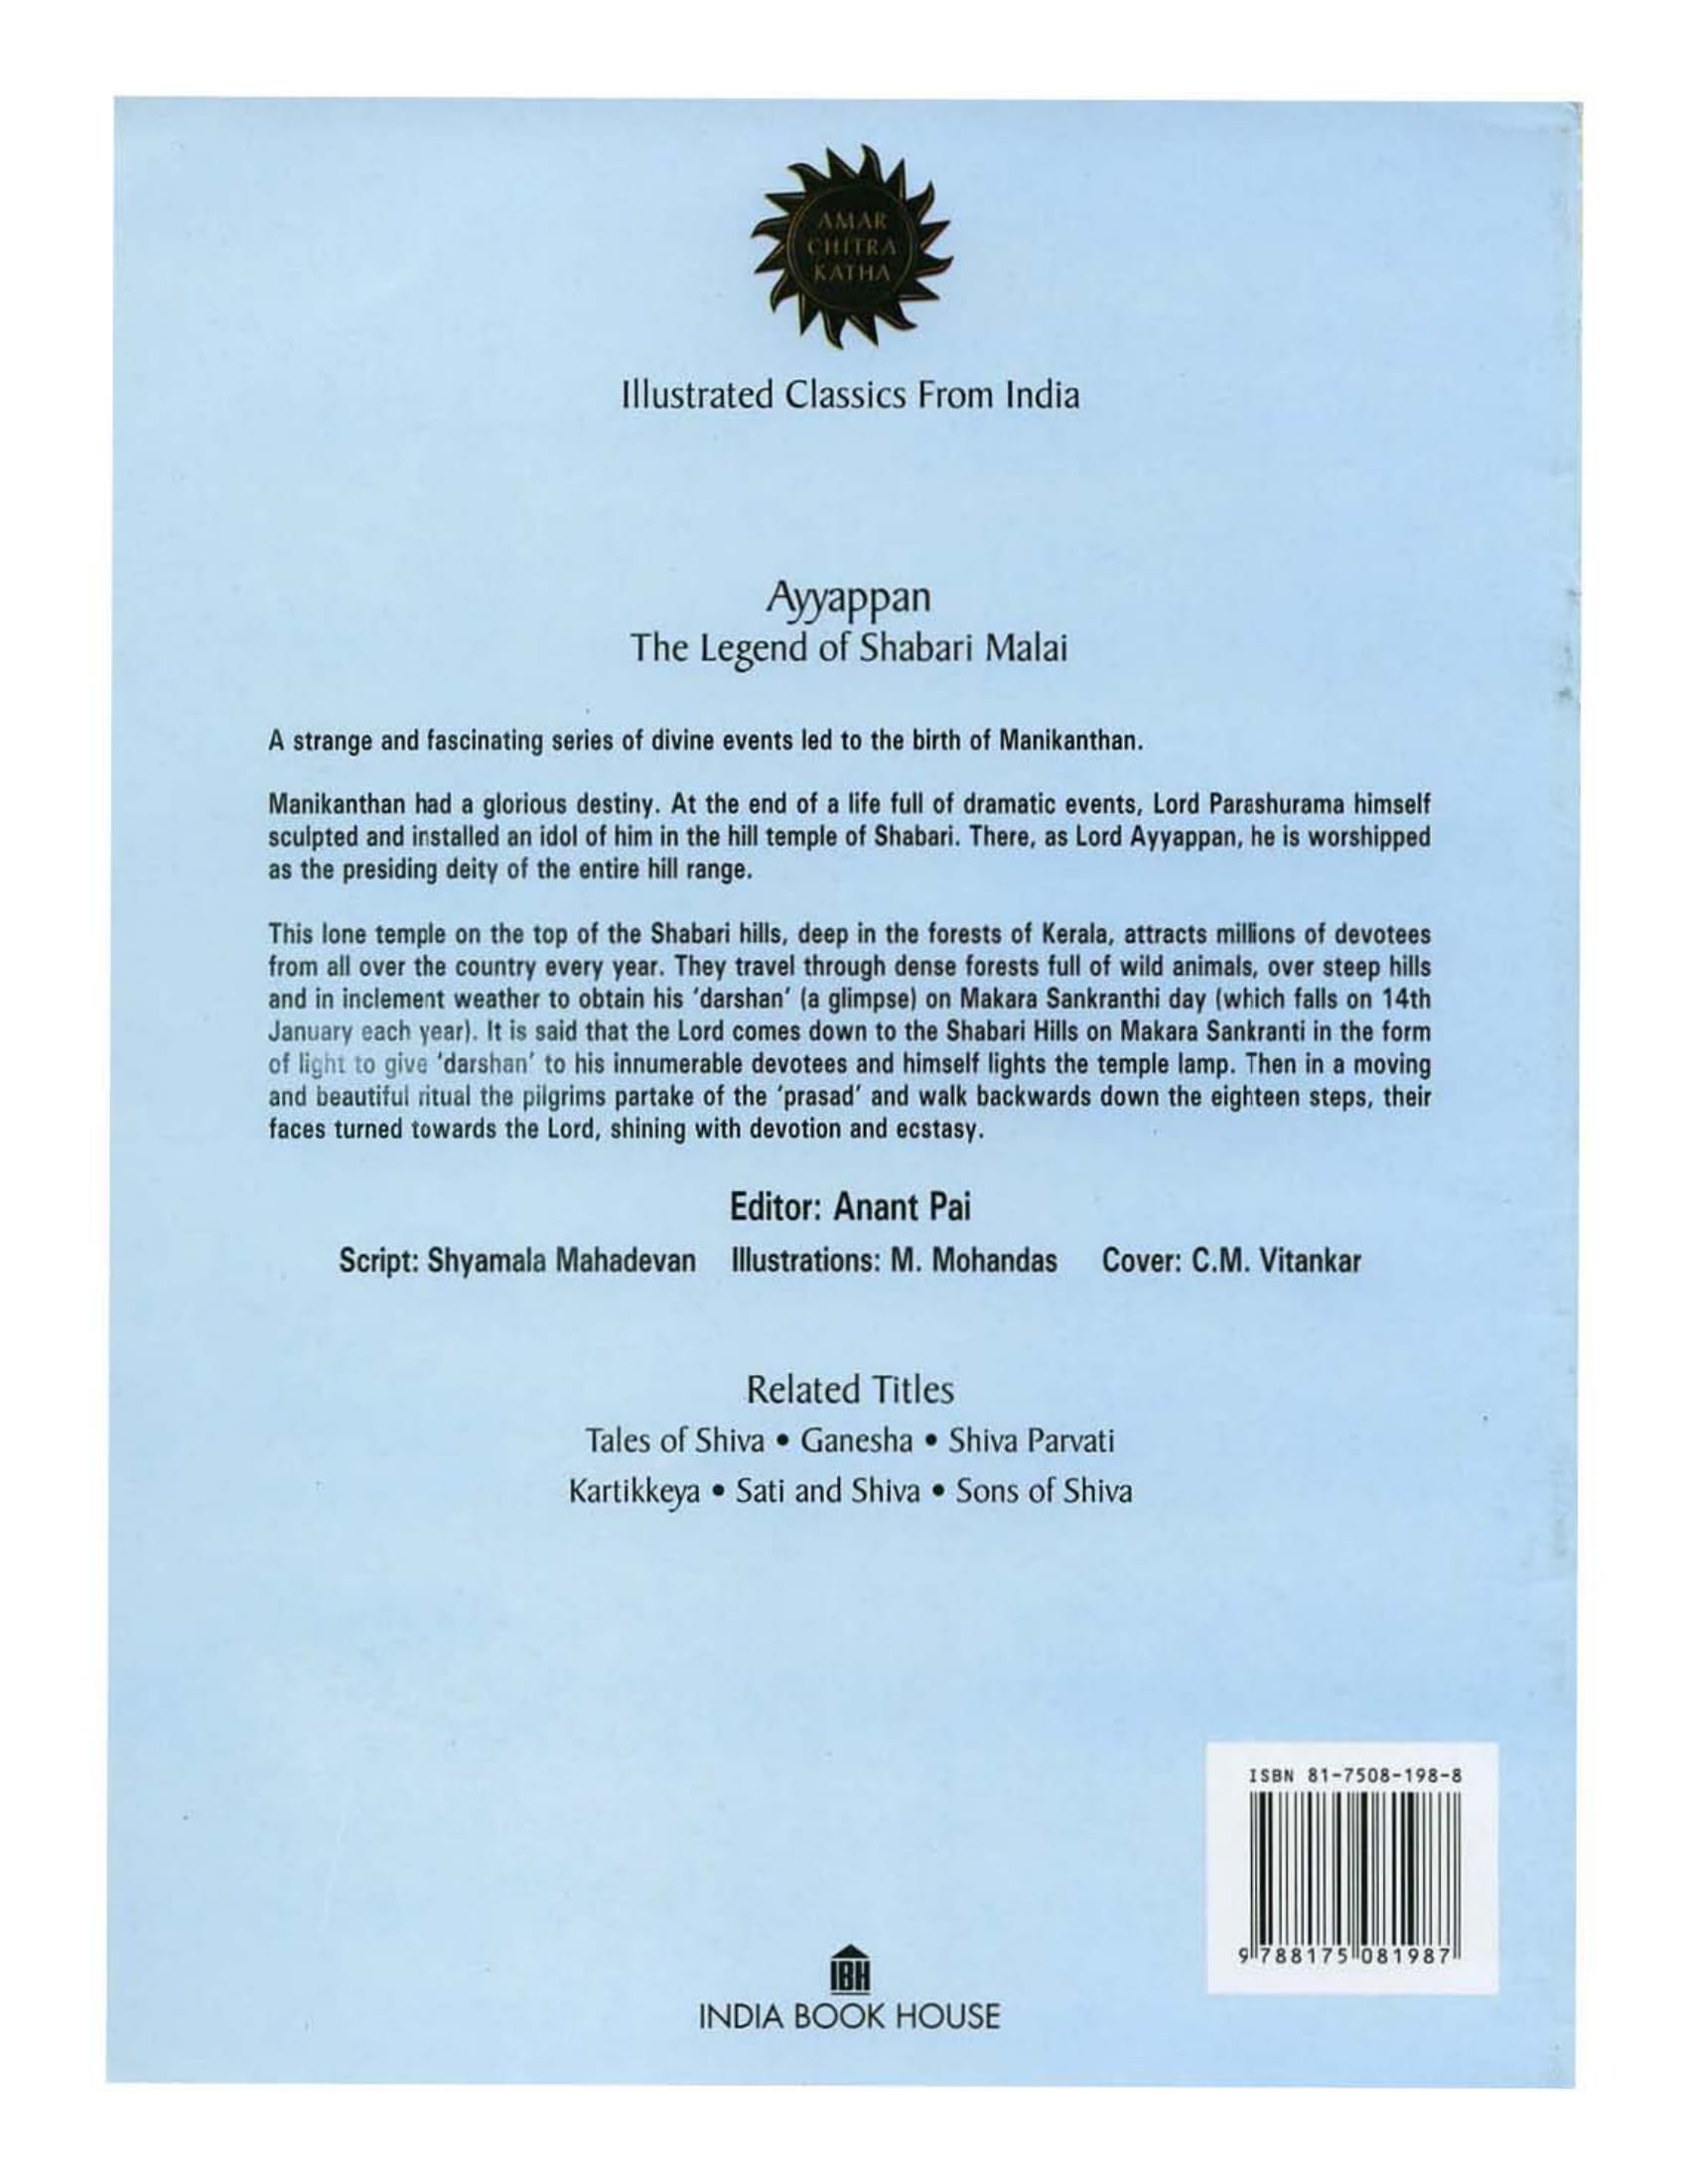 AMAR
CHITRA
KATHA
Illustrated Classics From India
Ayyappan
The Legend of Shabari Malai
A strange and fascinating series of divine events led to the birth of Manikanthan.
Manikanthan had a glorious destiny. At the end of a life full of dramatic events, Lord Parashurama himself
sculpted and installed an idol of him in the hill temple of Shabari. There, as Lord Ayyappan, he is worshipped
as the presiding deity of the entire hill range.
This lone temple on the top of the Shabari hills, deep in the forests of Kerala, attracts millions of devotees
from all over the country every year. They travel through dense forests full of wild animals, over steep hills
and in inclement weather to obtain his 'darshan' (a glimpse) on Makara Sankranthi day (which falls on 14th
January each year). It is said that the Lord comes down to the Shabari Hills on Makara Sankranti in the form
of light to give 'darshan' to his innumerable devotees and himself lights the temple lamp. Then in a moving
and beautiful ritual the pilgrims partake of the 'prasad' and walk backwards down the eighteen steps, their
faces turned towards the Lord, shining with devotion and ecstasy.
Editor: Anant Pai
Script: Shyamala Mahadevan Illustrations: M. Mohandas Cover: C.M. Vitankar
Related Titles
Tales of Shiva • Ganesha • Shiva Parvati
Kartikkeya • Sati and Shiva • Sons of Shiva
ISBN 81-7508-198-8
9 788175 081987
IBH
INDIA BOOK HOUSE